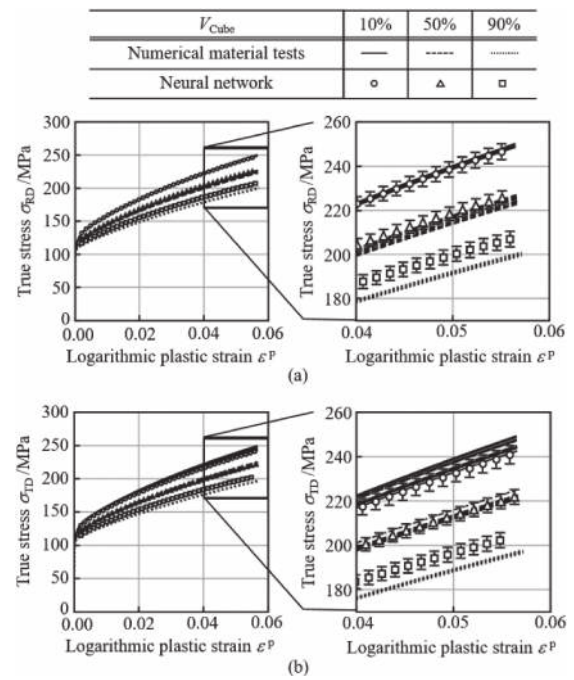 V_Cube 10% 50% 90%
Numerical material tests
Neural network
300
250
200
150
100
50
0
0.00 0.02 0.04 0.06
True stress σ_RD /MPa
Logarithmic plastic strain ε^p
260
240
220
200
180
0.04 0.05 0.06
True stress σ_RD /MPa
Logarithmic plastic strain ε^p
(a)
300
250
200
150
100
50
0
0.00 0.02 0.04 0.06
True stress σ_TD /MPa
Logarithmic plastic strain ε^p
260
240
220
200
180
0.04 0.05 0.06
True stress σ_TD /MPa
Logarithmic plastic strain ε^p
(b)